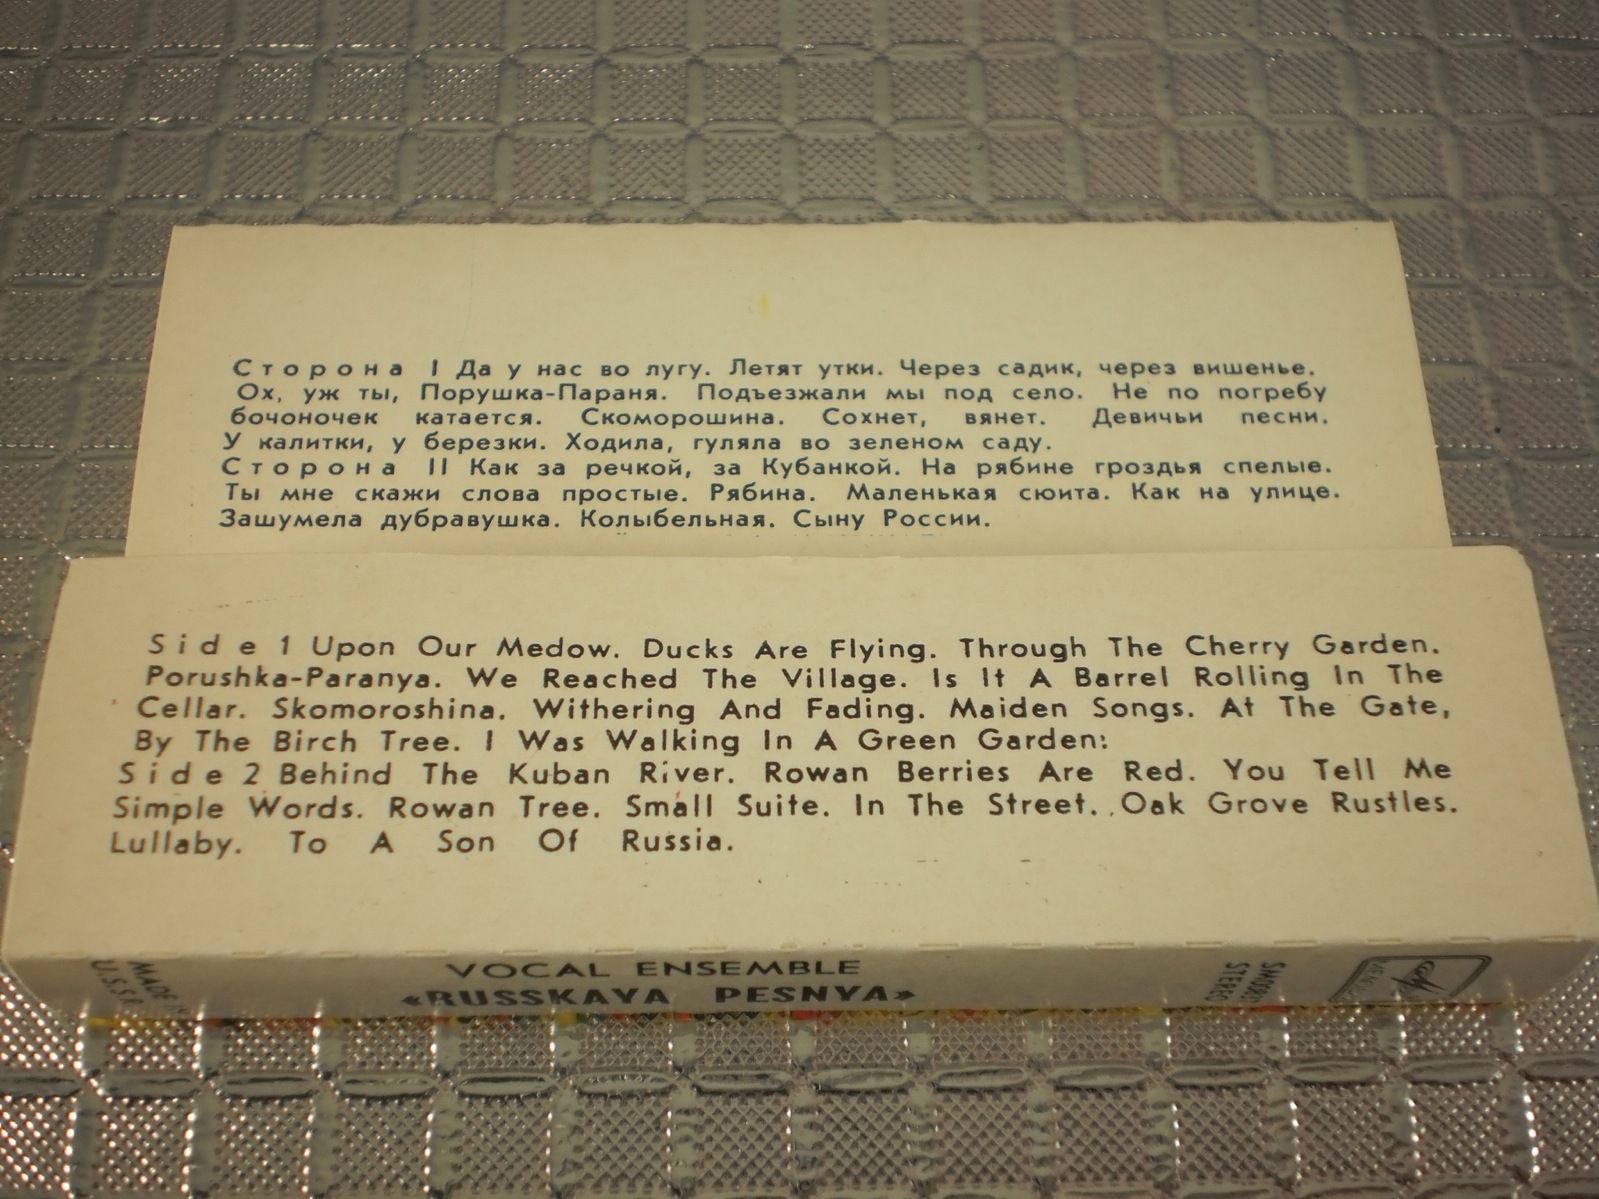 Сторона I Да у нас во лугу. Летят утки. Через садик, через вишенье.
Ох, уж ты, Порушка-Параня. Подъезжали мы под село. Не по погребу
бочоночек катается. Скоморошина. Сохнет, вянет. Девичьи песни.
У калитки, у березки. Ходила, гуляла во зеленом саду.
Сторона II Как за речкой, за Кубанкой. На рябине гроздья спелые.
Ты мне скажи слова простые. Рябина. Маленькая сюита. Как на улице.
Зашумела дубравушка. Колыбельная. Сыну России.
Side 1 Upon Our Medow. Ducks Are Flying. Through The Cherry Garden.
Porushka-Paranya. We Reached The Village. Is It A Barrel Rolling In The
Cellar. Skomoroshina. Withering And Fading. Maiden Songs. At The Gate,
By The Birch Tree. I Was Walking In A Green Garden.
Side 2 Behind The Kuban River. Rowan Berries Are Red. You Tell Me
Simple Words. Rowan Tree. Small Suite. In The Street. Oak Grove Rustles.
Lullaby. To A Son Of Russia.
MADE IN
U.S.S.R.
VOCAL ENSEMBLE
«RUSSKAYA PESNYA»
STEREO